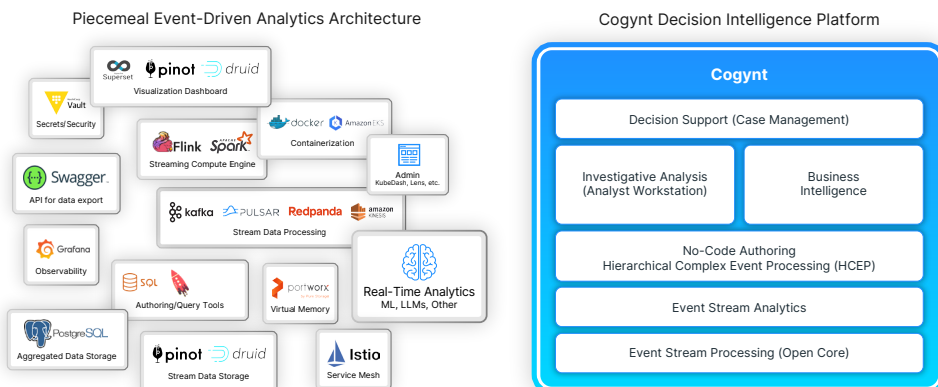 Piecemeal Event-Driven Analytics Architecture
Superset
pinot
druid
Visualization Dashboard
Vault
Secrets/Security
Flink
APACHE
Spark
Streaming Compute Engine
docker
Amazon EKS
Containerization
Admin
KubeDash, Lens, etc.
Swagger
API for data export
kafka
PULSAR
Redpanda
amazon
KINESIS
Stream Data Processing
Grafana
Observability
SQL
Authoring/Query Tools
portworx
Virtual Memory
Real-Time Analytics
ML, LLMs, Other
PostgreSQL
Aggregated Data Storage
pinot
druid
Stream Data Storage
Istio
Service Mesh
Cogynt Decision Intelligence Platform
Cogynt
Decision Support (Case Management)
Investigative Analysis
(Analyst Workstation)
Business
Intelligence
No-Code Authoring
Hierarchical Complex Event Processing (HCEP)
Event Stream Analytics
Event Stream Processing (Open Core)